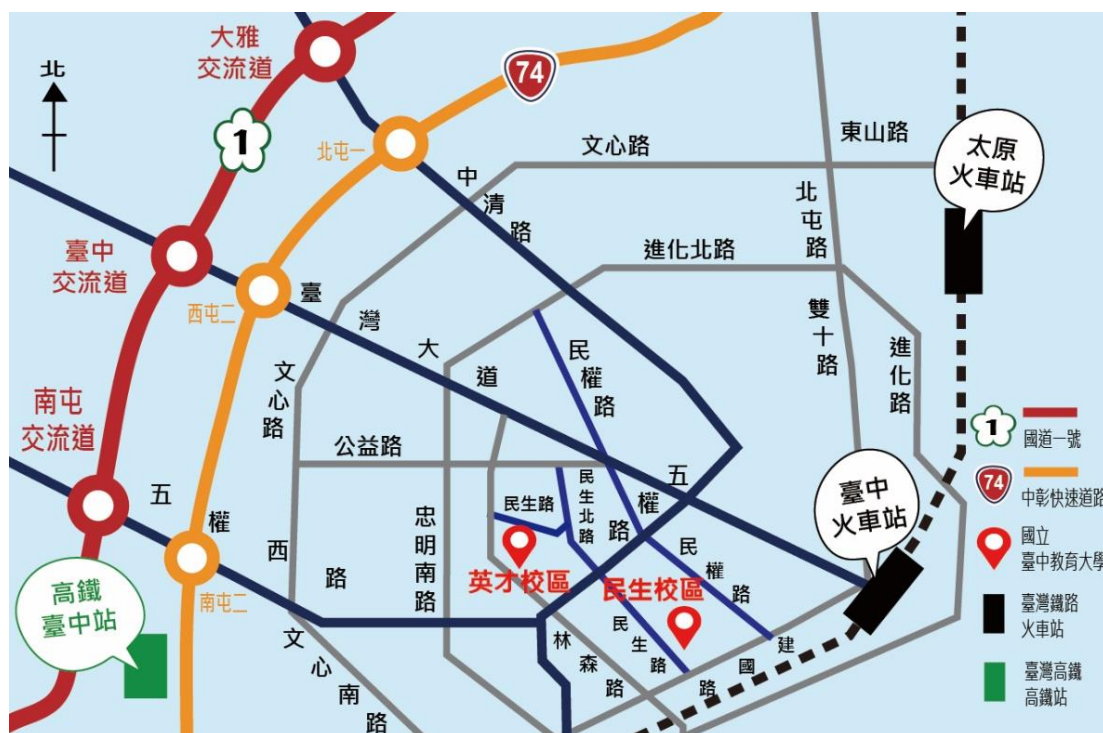 大雅
交流道
74
北
1
北屯一
文心路
東山路
太原
火車站
中清路
北屯路
進化北路
臺中
交流道
西屯二
臺灣大道
雙十路
民權路
進化路
文心路
南屯
交流道
公益路
五權路
民生北路
民生路
臺中
火車站
五權西路
忠明南路
英才校區
民生校區
民權路
高鐵
臺中站
南屯二
文心南路
林森路
民生路
建國路
1
國道一號
74
中彰快速道路
國立
臺中教育大學
臺灣鐵路
火車站
臺灣高鐵
高鐵站